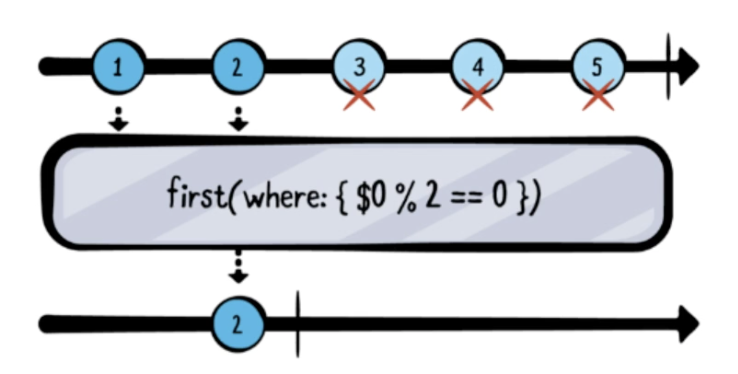 1 2 3 4 5
first(where: { $0 % 2 == 0 })
2